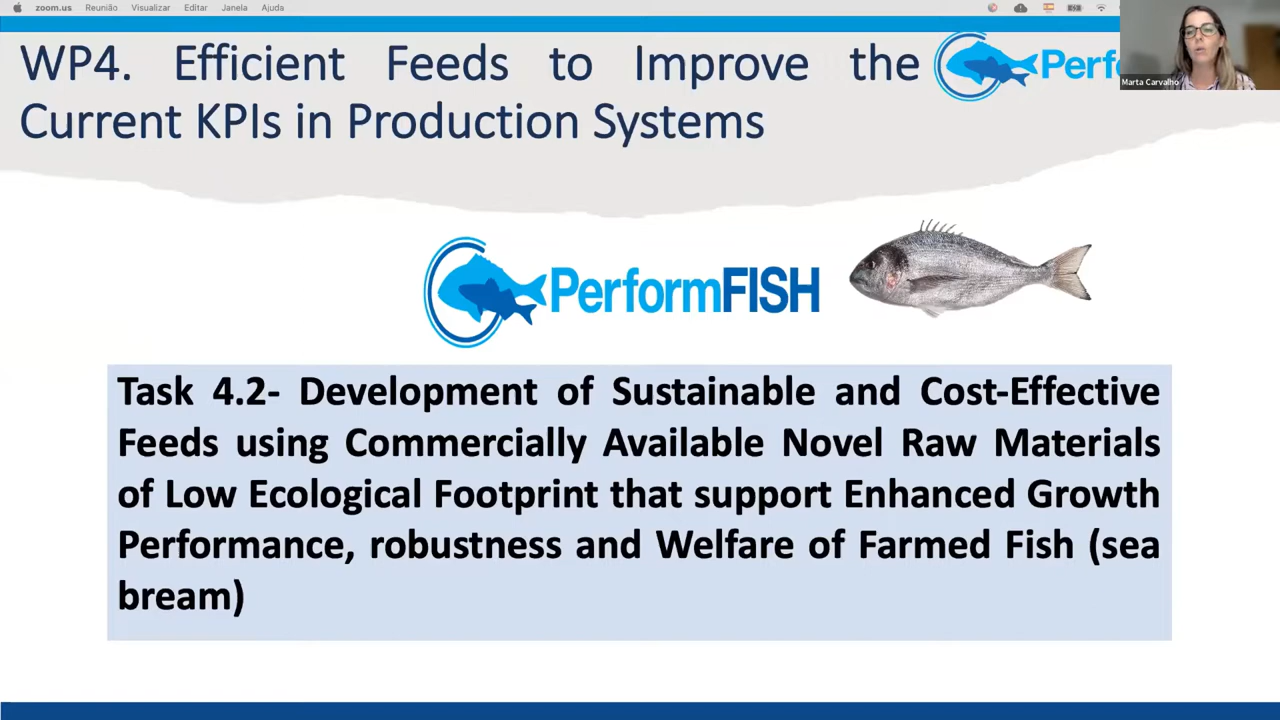 zoom.us Reunião Visualizar Editar Janela Ajuda
WP4. Efficient Feeds to Improve the
Current KPIs in Production Systems
Perf
Marta Carvalho
PerformFISH
Task 4.2- Development of Sustainable and Cost-Effective
Feeds using Commercially Available Novel Raw Materials
of Low Ecological Footprint that support Enhanced Growth
Performance, robustness and Welfare of Farmed Fish (sea
bream)